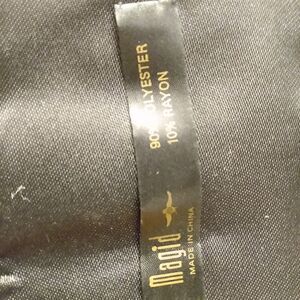 90% POLYESTER
10% RAYON
Magid
MADE IN CHINA